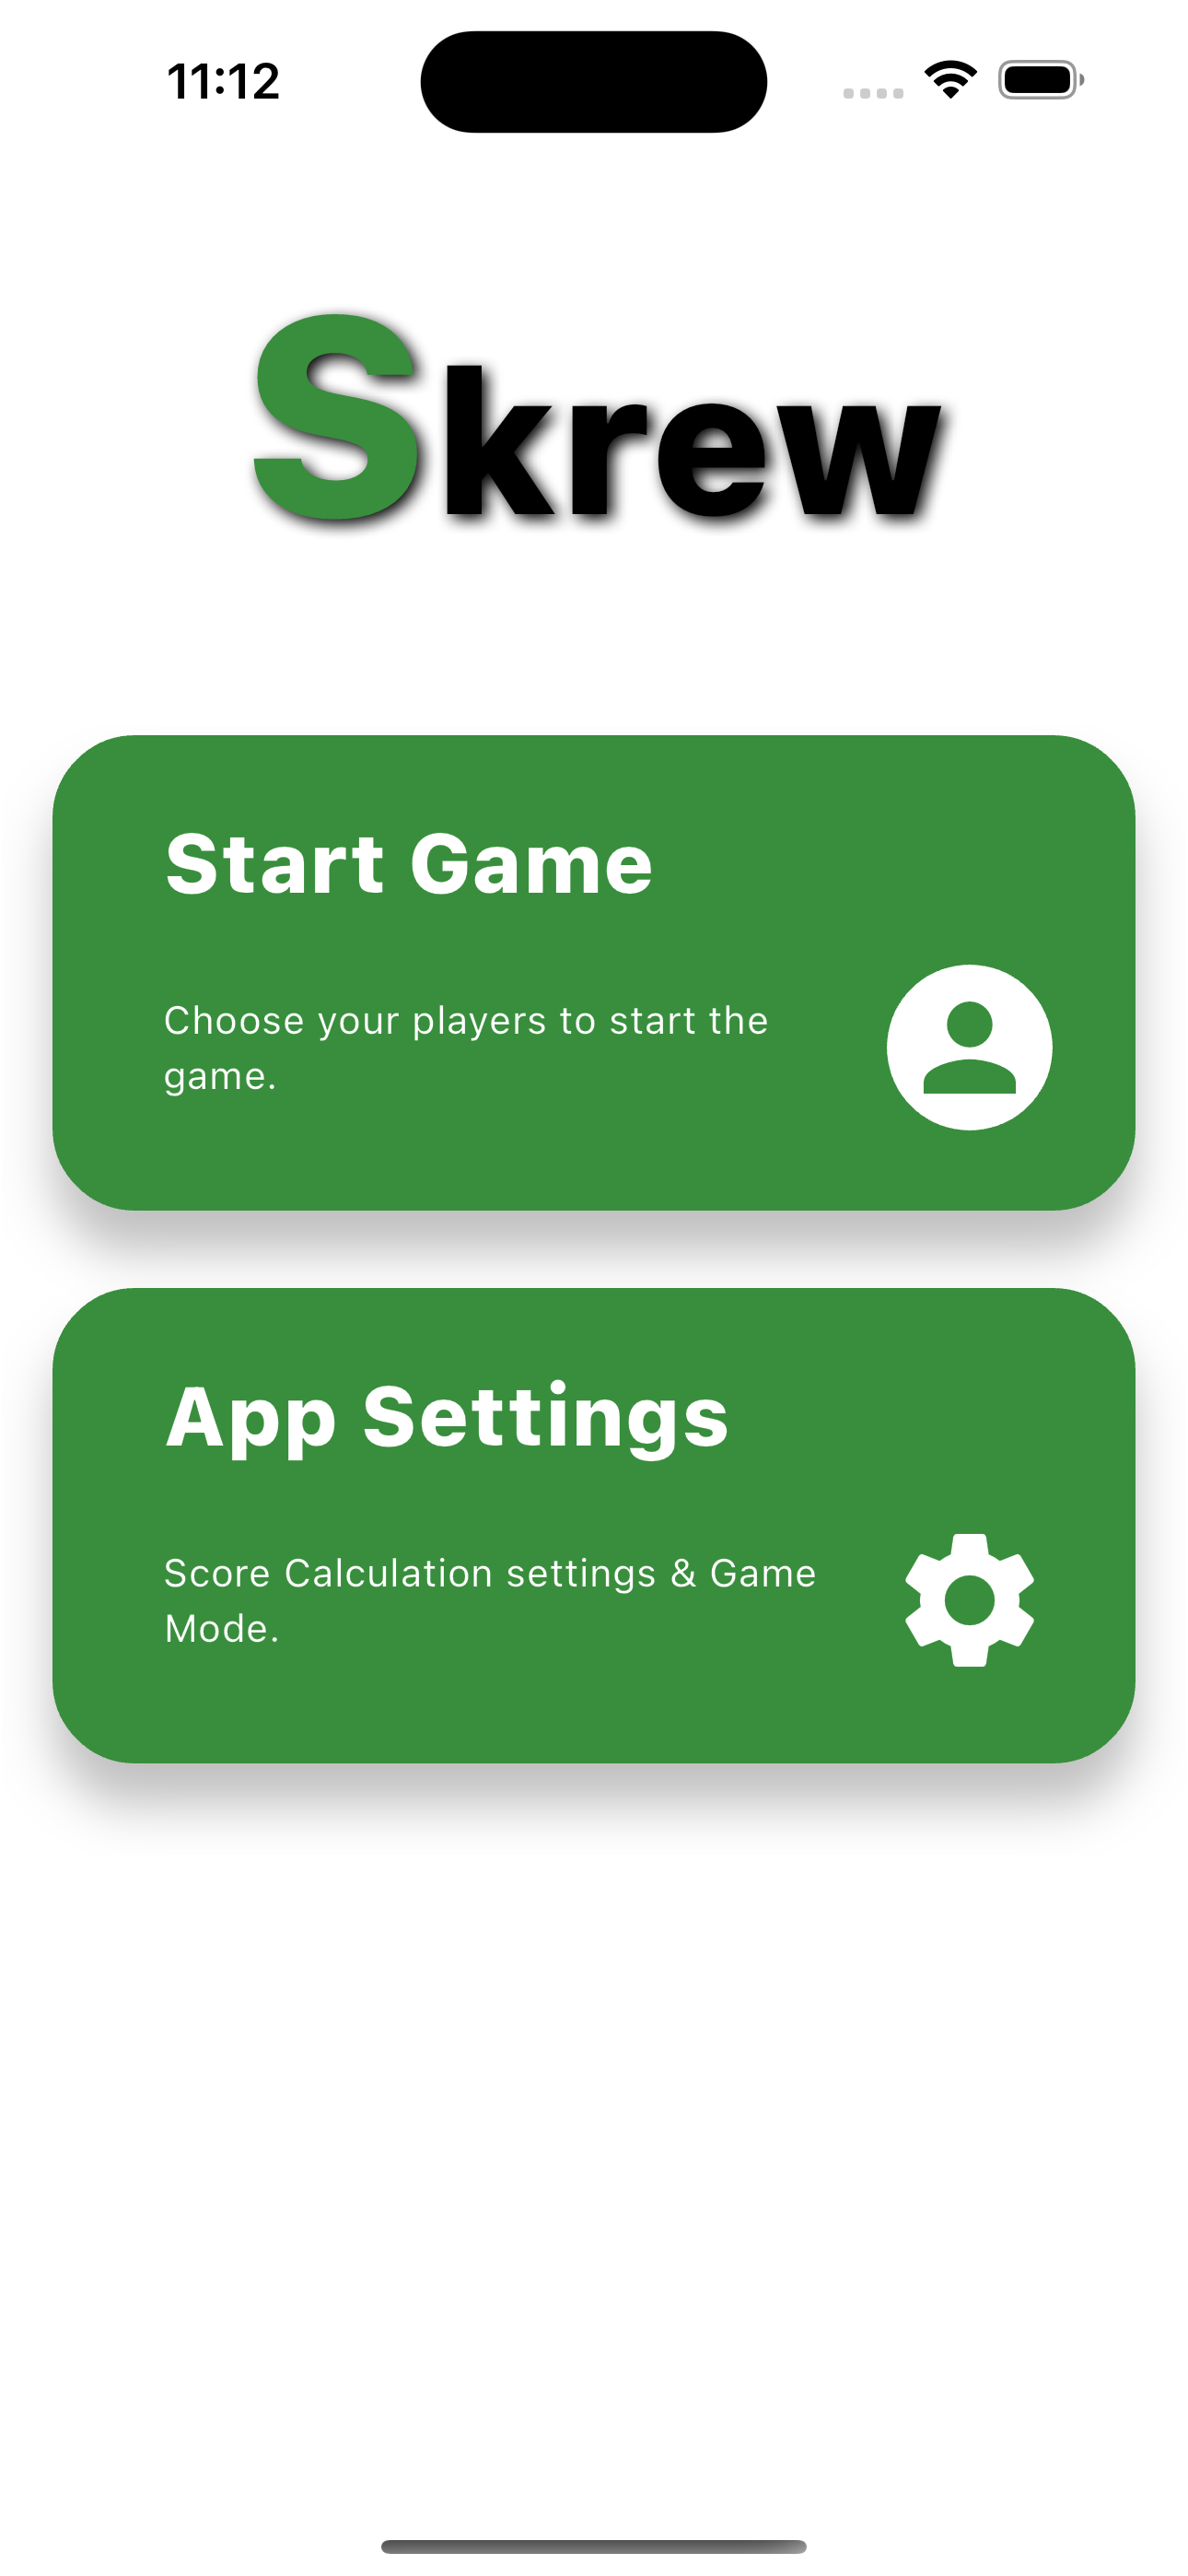 11:12
Skrew
Start Game
Choose your players to start the
game.
App Settings
Score Calculation settings & Game
Mode.